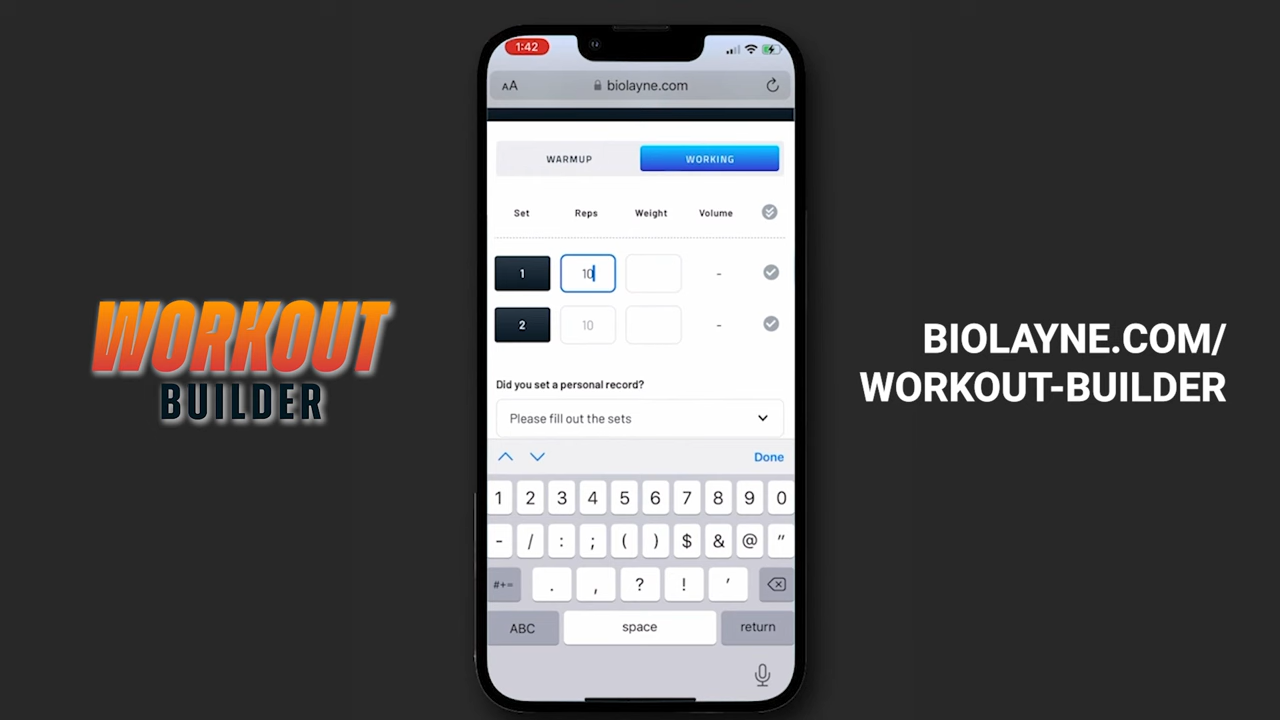 1:42
AA
biolayne.com
WARMUP
WORKING
Set Reps Weight Volume
1 10 -
2 10 -
Did you set a personal record?
Please fill out the sets
Done
1 2 3 4 5 6 7 8 9 0
- / : ; ( ) $ & @ "
#+= . , ? ! '
ABC space return
WORKOUT
BUILDER
BIOLAYNE.COM/
WORKOUT-BUILDER